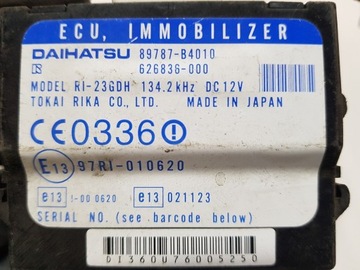 ECU, IMMOBILIZER
DAIHATSU 89787-B4010
626836-000
MODEL RI-23GDH 134.2kHz DC12V
TOKAI RIKA CO., LTD. MADE IN JAPAN
CE0336!
E13 97RI-010620
e13 1-00 0620 e13 021123
SERIAL NO. (see barcode below)
D1360U76005250